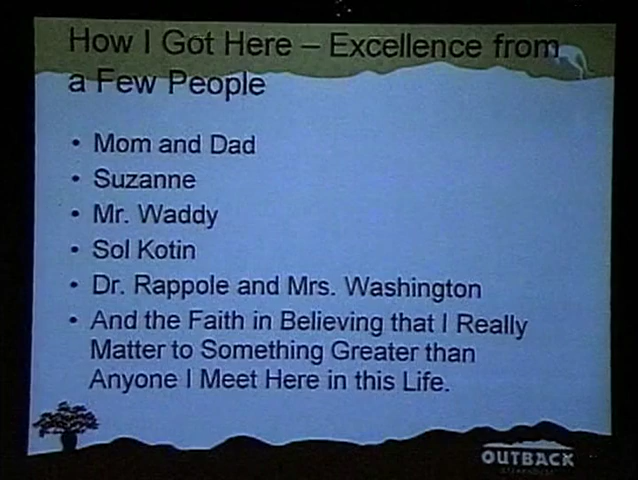 How I Got Here – Excellence from
a Few People
• Mom and Dad
• Suzanne
• Mr. Waddy
• Sol Kotin
• Dr. Rappole and Mrs. Washington
• And the Faith in Believing that I Really
Matter to Something Greater than
Anyone I Meet Here in this Life.
OUTBACK